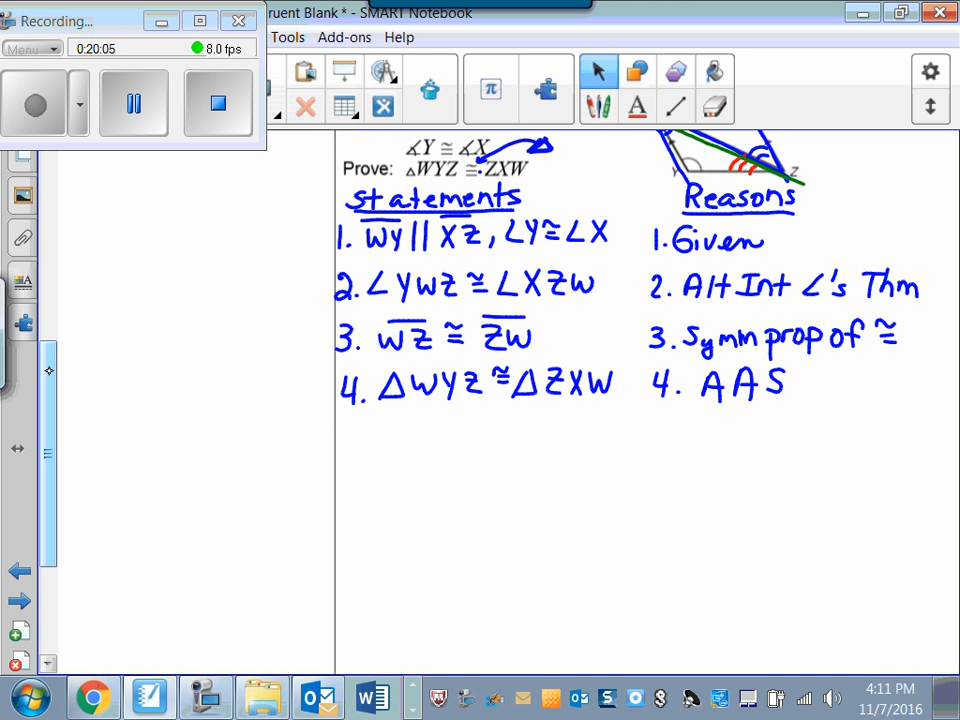 Recording...
ruent Blank * - SMART Notebook
Menu
0:20:05
8.0 fps
Tools Add-ons Help
π
A
∡Y ≅ ∡X
Prove: △WYZ ≅ ZXW
△
Z
Statements Reasons
1. WY || XZ, ∠Y≅∠X 1. Given
2. ∠YWZ ≅ ∠XZW 2. Alt Int ∠'s Thm
3. WZ ≅ ZW 3. Symm prop of ≅
4. △WYZ ≅ △ZXW 4. AAS
4:11 PM
11/7/2016